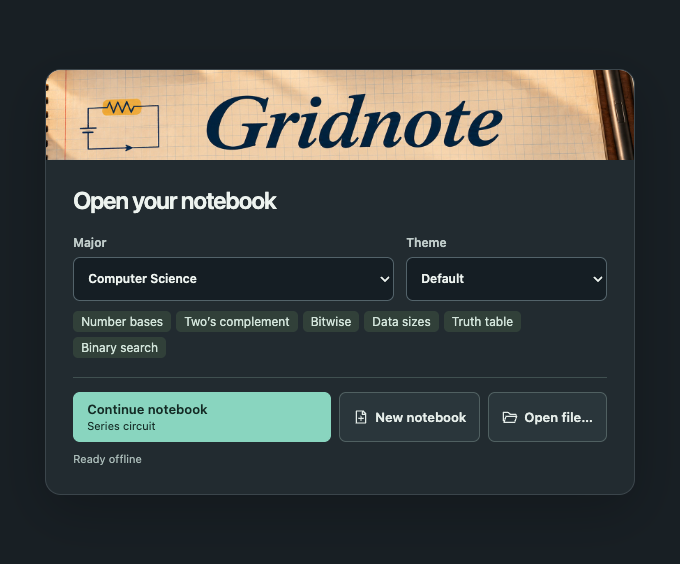 Gridnote
Open your notebook
Major Theme
Computer Science Default
Number bases Two’s complement Bitwise Data sizes Truth table
Binary search
Continue notebook
Series circuit
New notebook Open file...
Ready offline